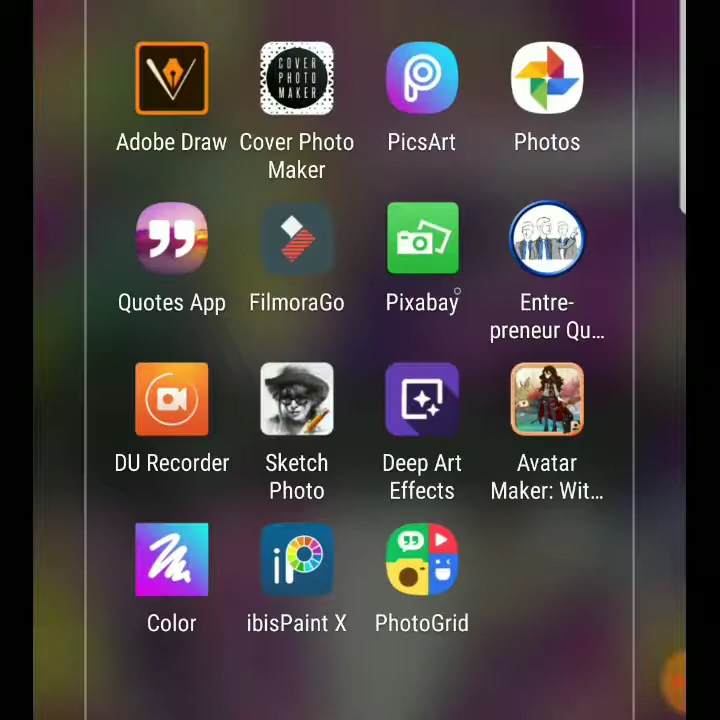 COVER
PHOTO
MAKER
Adobe Draw
Cover Photo
Maker
PicsArt
Photos
Quotes App
FilmoraGo
Pixabay
Entre-
preneur Qu...
DU Recorder
Sketch
Photo
Deep Art
Effects
Avatar
Maker: Wit...
iP
Color
ibisPaint X
PhotoGrid